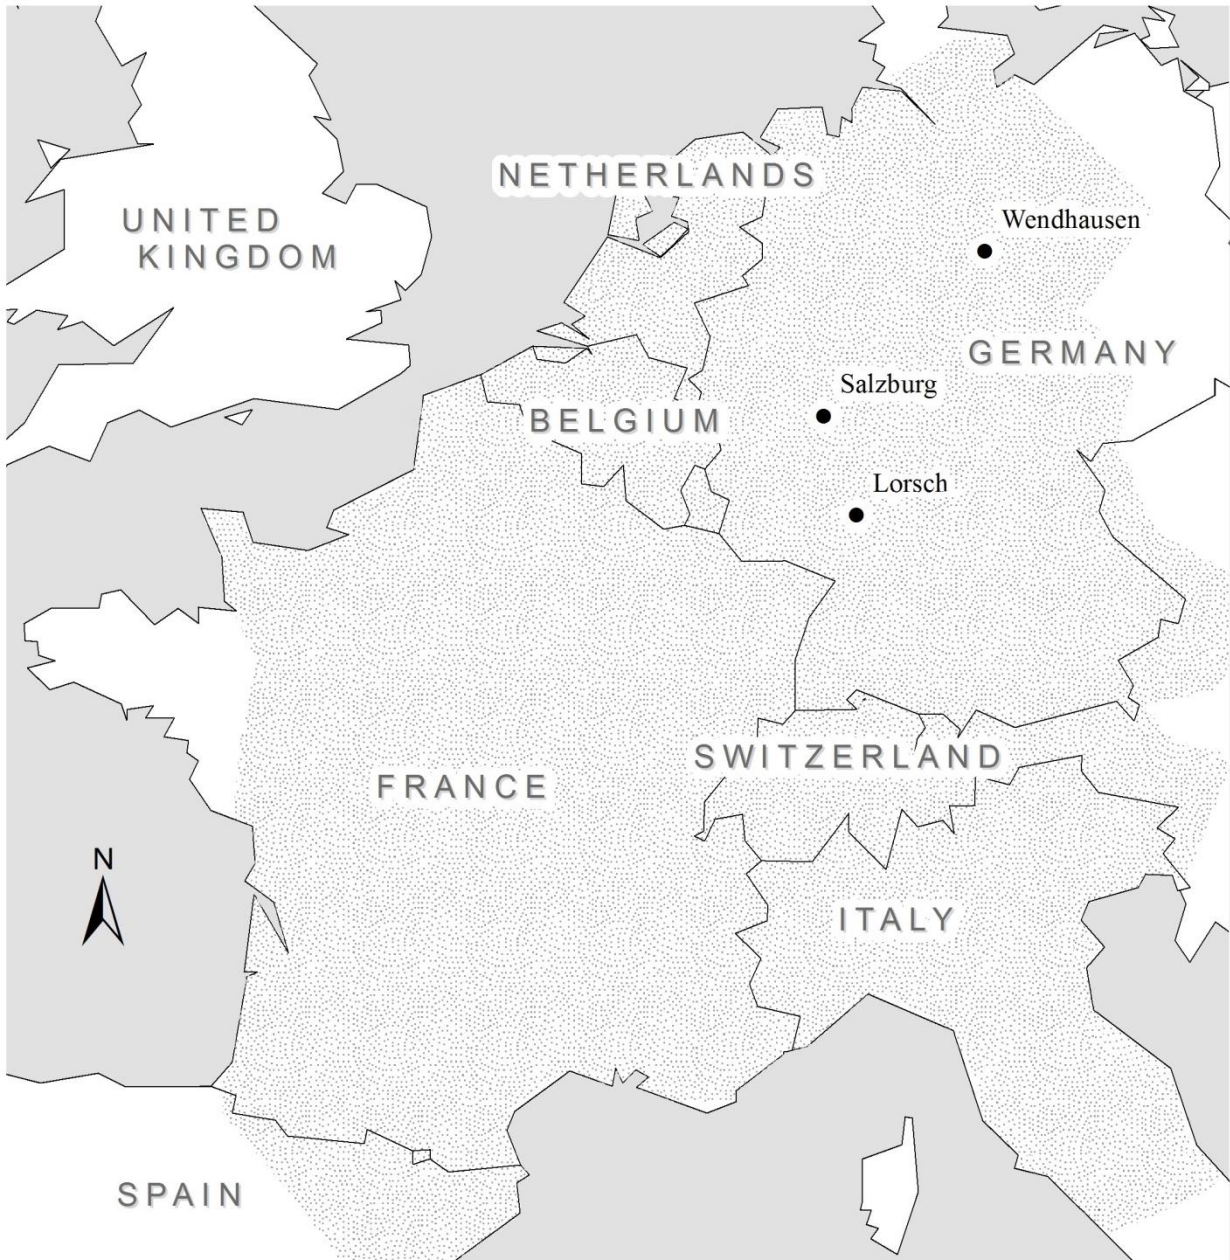 NETHERLANDS
UNITED
KINGDOM
Wendhausen
GERMANY
Salzburg
BELGIUM
Lorsch
SWITZERLAND
FRANCE
N
ITALY
SPAIN